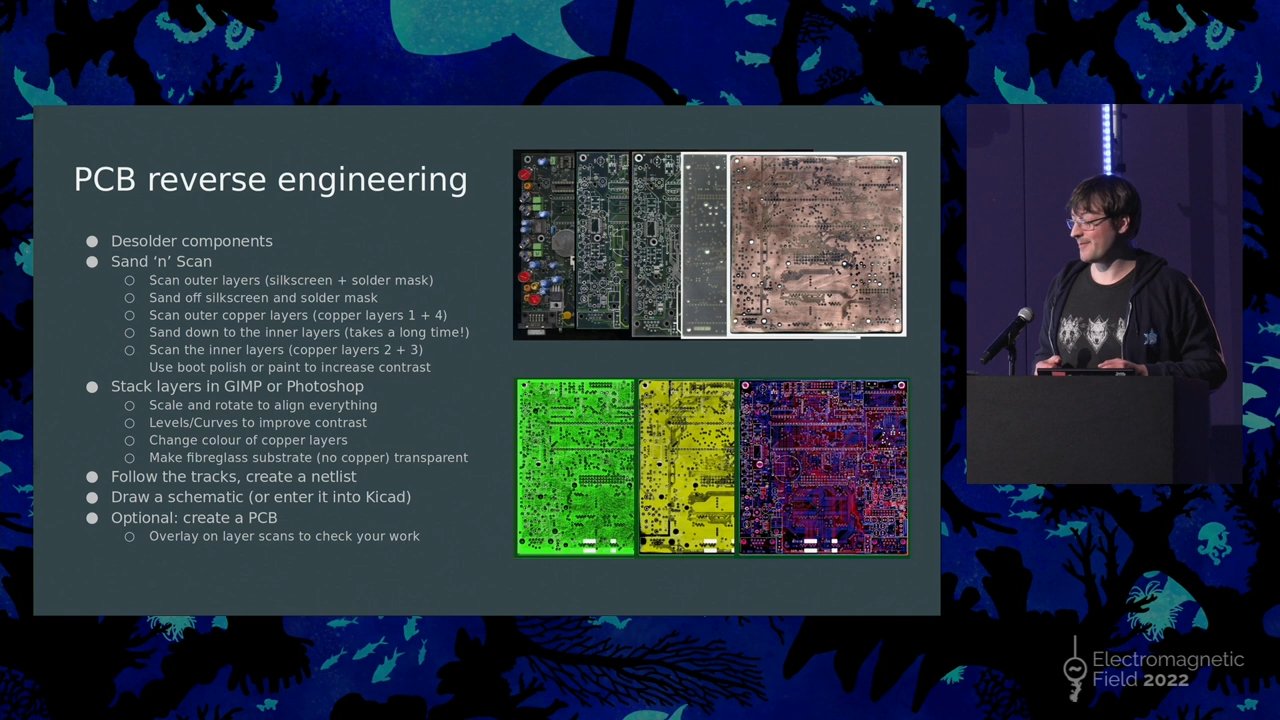 PCB reverse engineering
● Desolder components
● Sand ‘n’ Scan
○ Scan outer layers (silkscreen + solder mask)
○ Sand off silkscreen and solder mask
○ Scan outer copper layers (copper layers 1 + 4)
○ Sand down to the inner layers (takes a long time!)
○ Scan the inner layers (copper layers 2 + 3)
Use boot polish or paint to increase contrast
● Stack layers in GIMP or Photoshop
○ Scale and rotate to align everything
○ Levels/Curves to improve contrast
○ Change colour of copper layers
○ Make fibreglass substrate (no copper) transparent
● Follow the tracks, create a netlist
● Draw a schematic (or enter it into Kicad)
● Optional: create a PCB
○ Overlay on layer scans to check your work
Electromagnetic
Field 2022